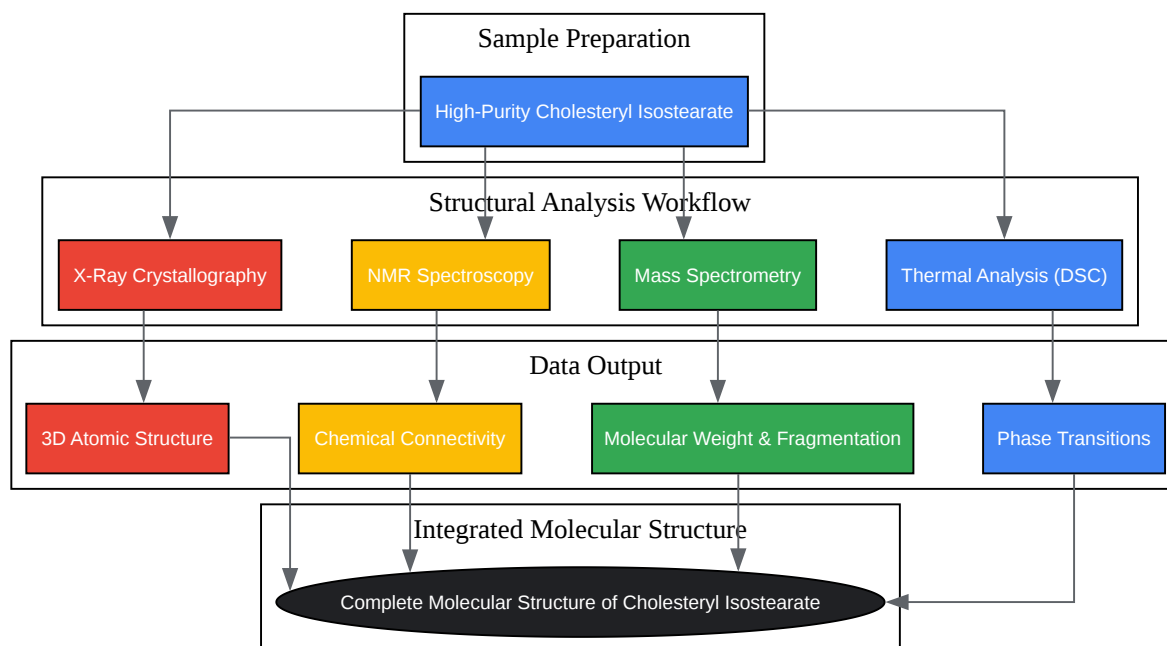 Sample Preparation
High-Purity Cholesteryl Isostearate
Structural Analysis Workflow
X-Ray Crystallography
NMR Spectroscopy
Mass Spectrometry
Thermal Analysis (DSC)
Data Output
3D Atomic Structure
Chemical Connectivity
Molecular Weight & Fragmentation
Phase Transitions
Integrated Molecular Structure
Complete Molecular Structure of Cholesteryl Isostearate